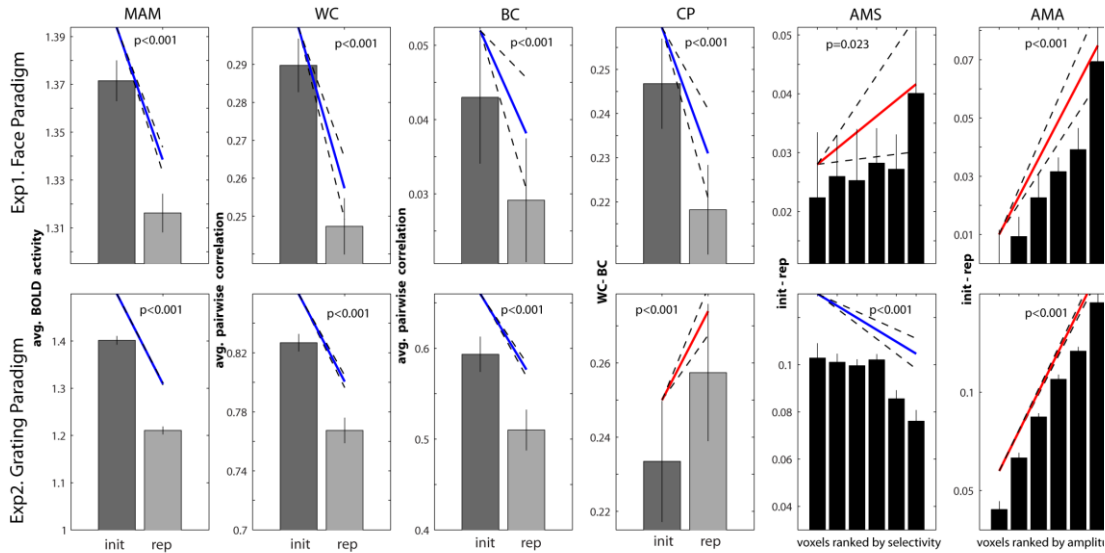 MAM WC BC CP AMS AMA
Exp1. Face Paradigm
1.39 1.37 1.35 1.33 1.31
p<0.001
0.29 0.28 0.27 0.26 0.25
p<0.001
0.05 0.04 0.03
p<0.001
0.25 0.24 0.23 0.22
p<0.001
0.05 0.04 0.03 0.02
p=0.023
0.07 0.05 0.03 0.01
p<0.001
avg. BOLD activity
avg. pairwise correlation
avg. pairwise correlation
WC-BC
init - rep
init - rep
Exp2. Grating Paradigm
1.4 1.3 1.2 1.1 1
p<0.001
0.82 0.78 0.74 0.7
p<0.001
0.6 0.5 0.4
p<0.001
0.26 0.24 0.22
p<0.001
0.1 0.08 0.06 0.04
p<0.001
0.1 0.05
p<0.001
init rep init rep init rep init rep voxels ranked by selectivity voxels ranked by amplitu